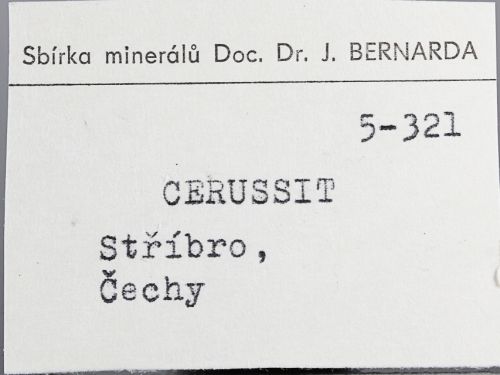 Sbírka minerálů Doc. Dr. J. BERNARDA
5-321
CERUSSIT
Stříbro,
Čechy